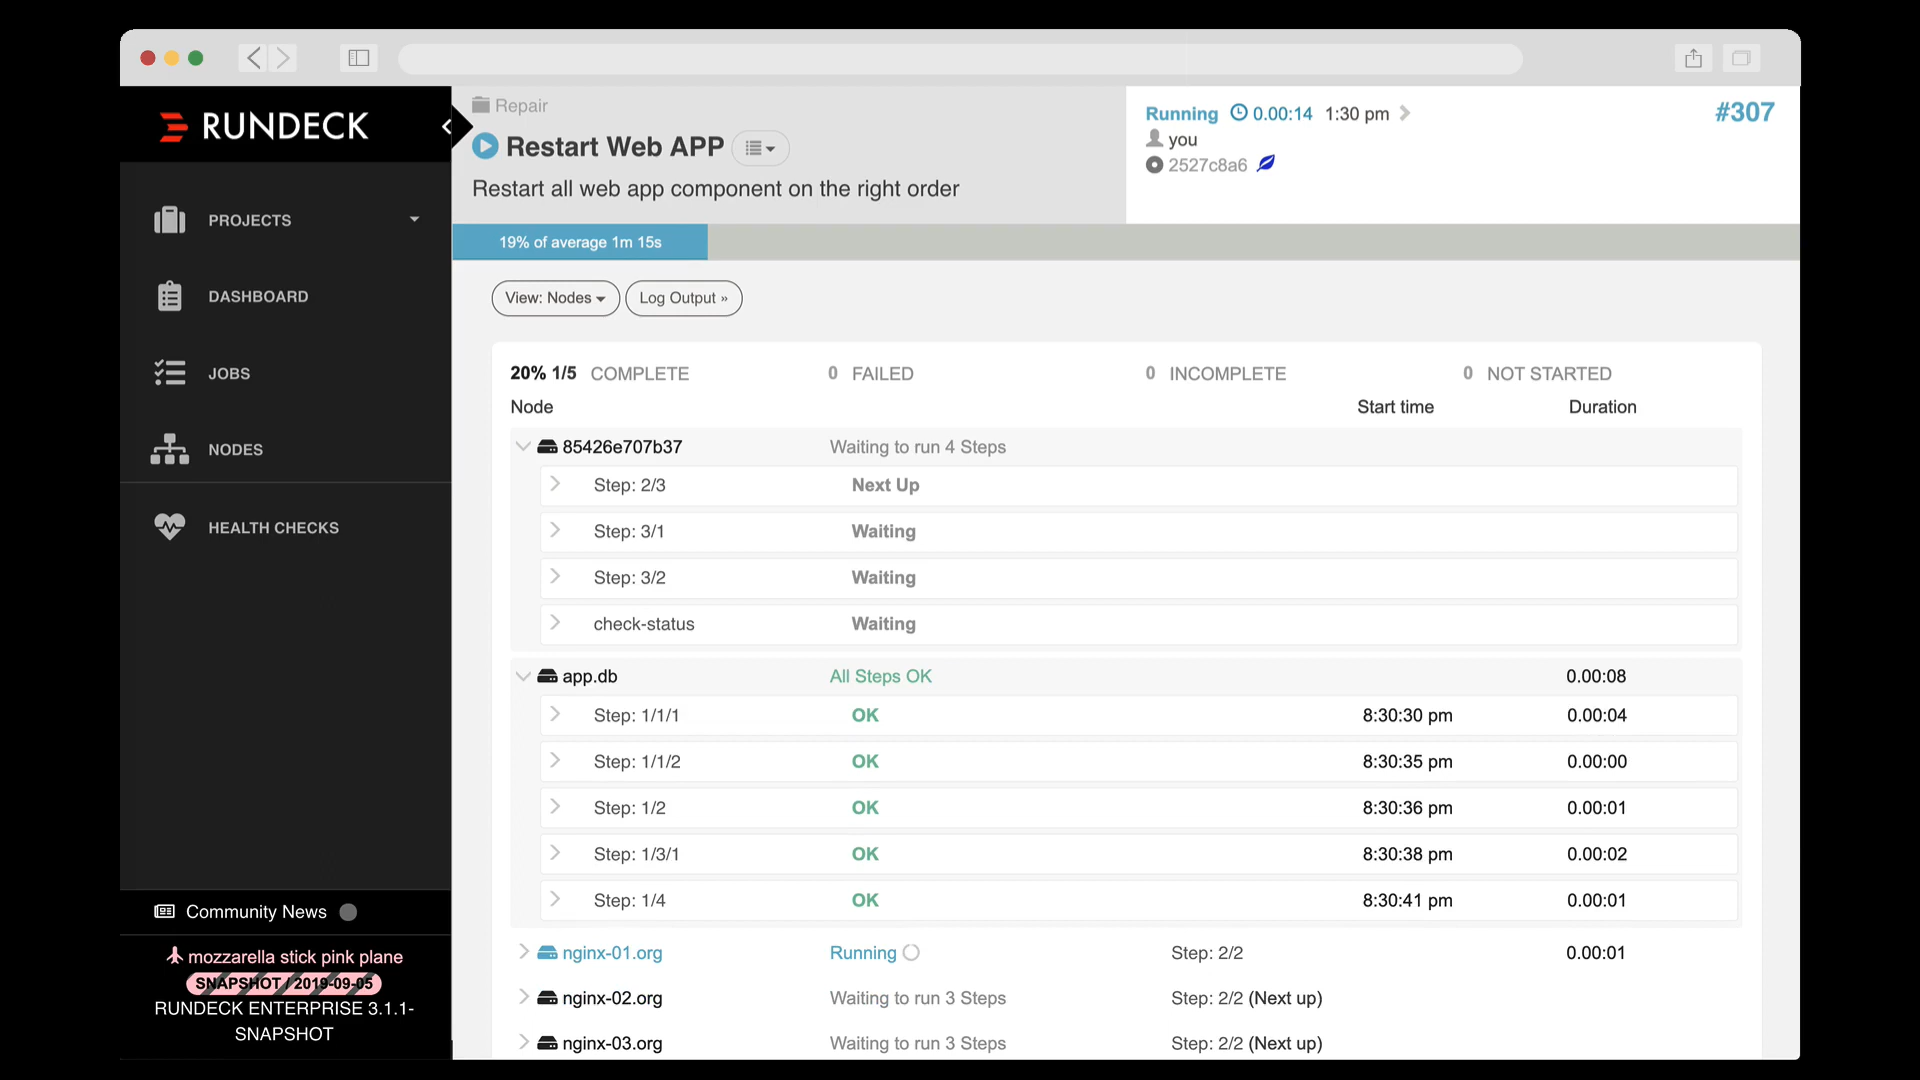 RUNDECK
PROJECTS
DASHBOARD
JOBS
NODES
HEALTH CHECKS
Community News
mozzarella stick pink plane
SNAPSHOT / 2019-09-05
RUNDECK ENTERPRISE 3.1.1-
SNAPSHOT
Repair
Restart Web APP
Restart all web app component on the right order
Running 0.00:14 1:30 pm
#307
you
2527c8a6
19% of average 1m 15s
View: Nodes
Log Output »
20% 1/5 COMPLETE 0 FAILED 0 INCOMPLETE 0 NOT STARTED
Node Start time Duration
85426e707b37 Waiting to run 4 Steps
Step: 2/3 Next Up
Step: 3/1 Waiting
Step: 3/2 Waiting
check-status Waiting
app.db All Steps OK 0.00:08
Step: 1/1/1 OK 8:30:30 pm 0.00:04
Step: 1/1/2 OK 8:30:35 pm 0.00:00
Step: 1/2 OK 8:30:36 pm 0.00:01
Step: 1/3/1 OK 8:30:38 pm 0.00:02
Step: 1/4 OK 8:30:41 pm 0.00:01
nginx-01.org Running Step: 2/2 0.00:01
nginx-02.org Waiting to run 3 Steps Step: 2/2 (Next up)
nginx-03.org Waiting to run 3 Steps Step: 2/2 (Next up)